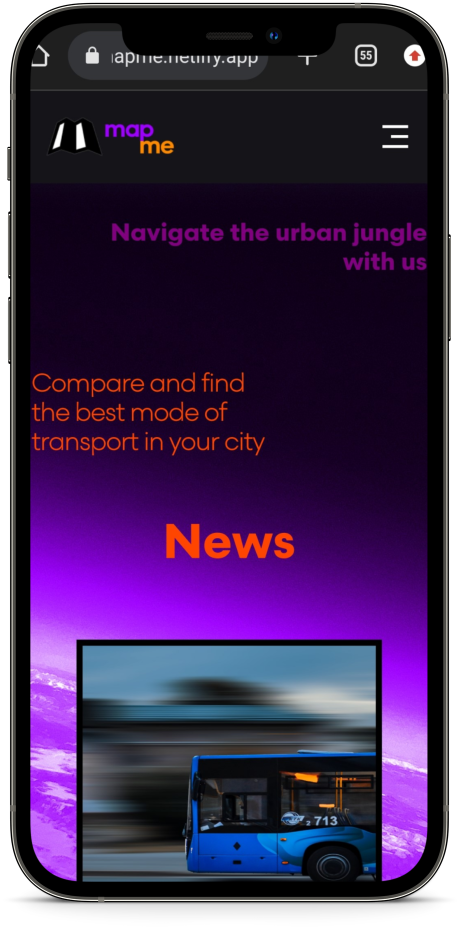 apme.netlify.app
55
map
me
Navigate the urban jungle
with us
Compare and find
the best mode of
transport in your city
News
713